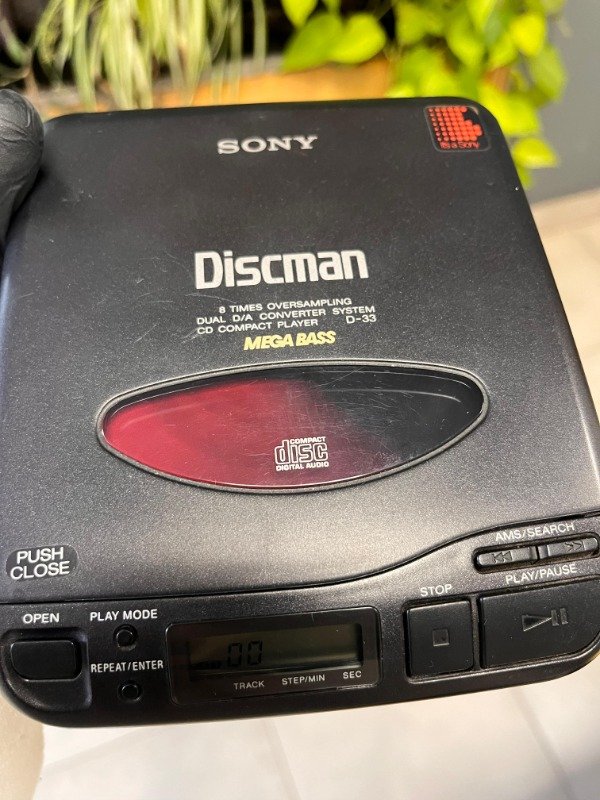 SONY
It's a Sony
Discman
8 TIMES OVERSAMPLING
DUAL D/A CONVERTER SYSTEM
CD COMPACT PLAYER D-33
MEGA BASS
COMPACT
disc
DIGITAL AUDIO
PUSH
CLOSE
AMS/SEARCH
PLAY/PAUSE
STOP
OPEN
PLAY MODE
REPEAT/ENTER
00
TRACK STEP/MIN SEC